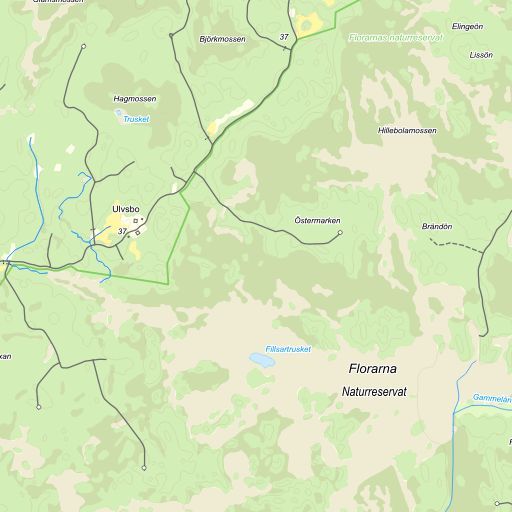 Björkmossen
37
Florarnas naturreservat
Elingeön
Lissön
Hagmossen
Trusket
Hillebolamossen
Ulvsbo
37
Östermarken
Brändön
Fillsartrusket
Florarna
Naturreservat
Gammelån